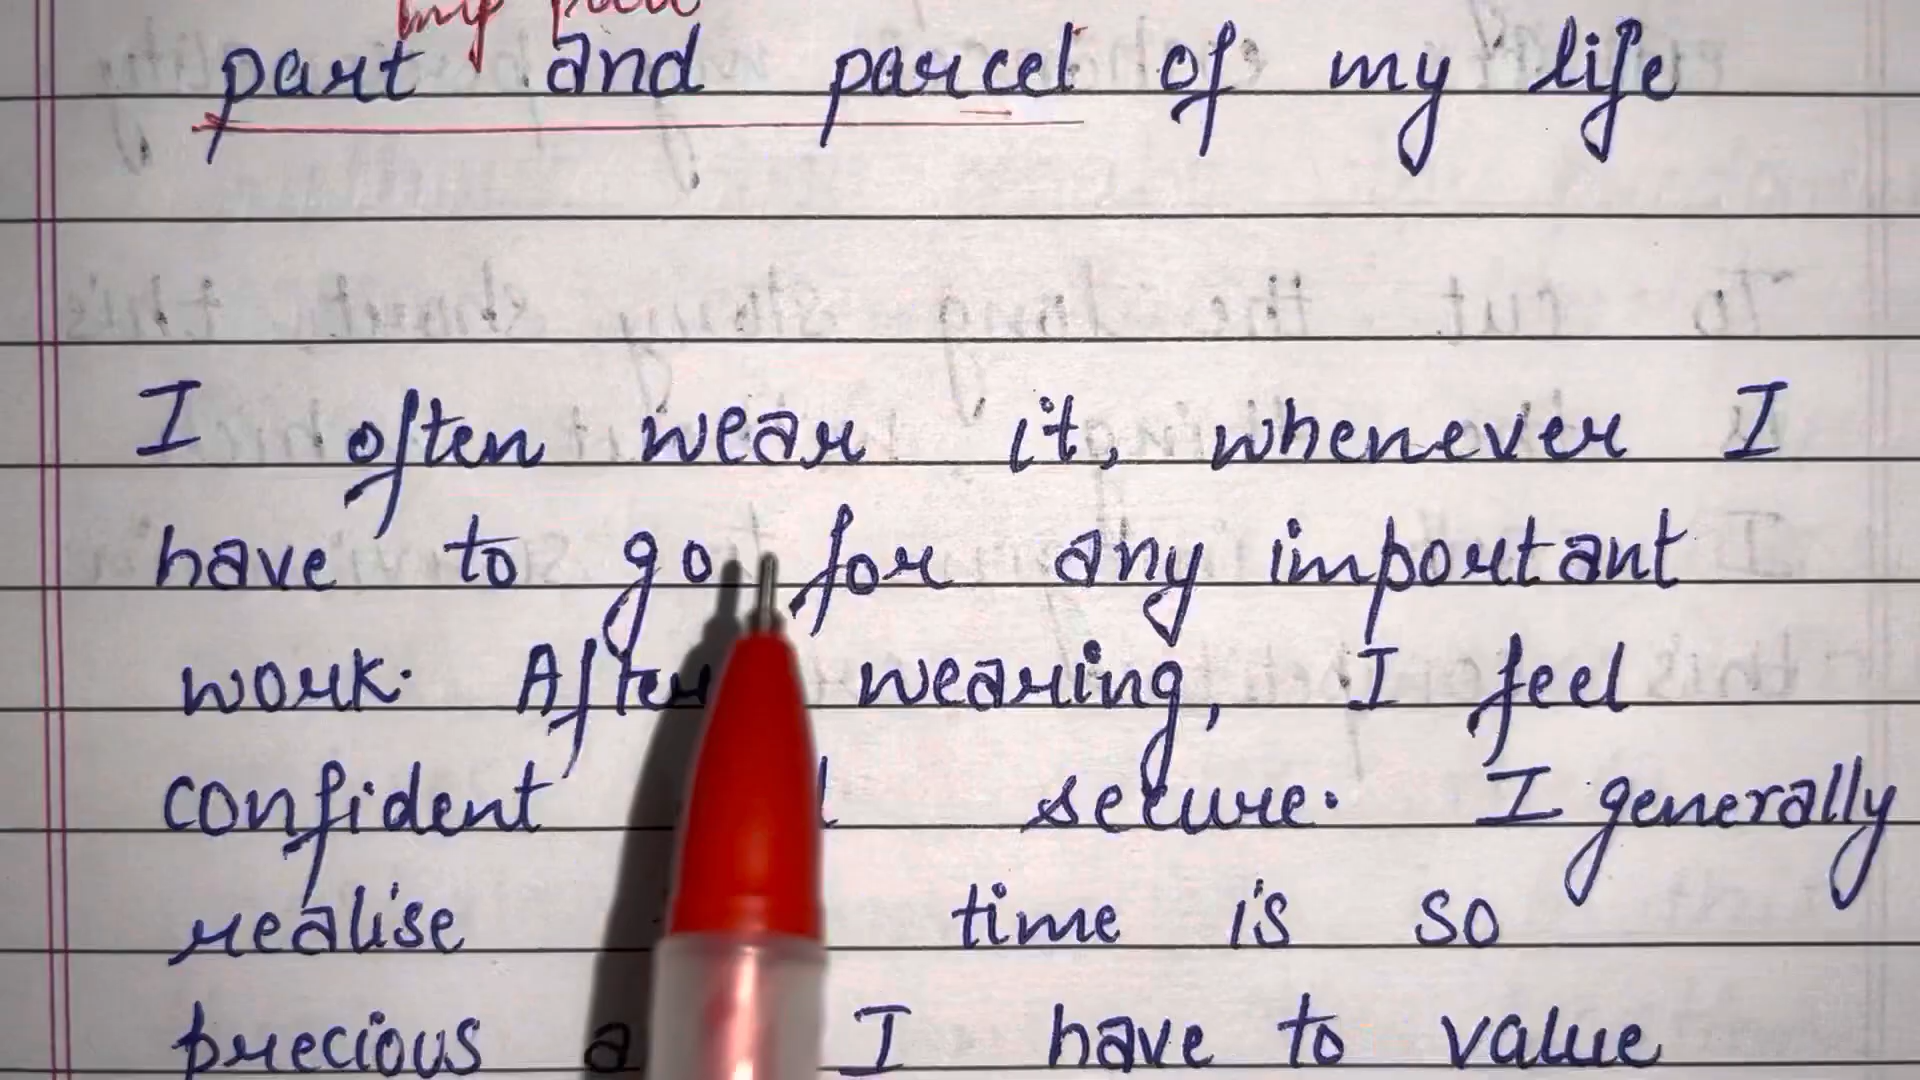 part and parcel of my life
I often wear it, whenever I
have to go for any important
work. After wearing, I feel
confident secure. I generally
realise time is so
precious I have to value